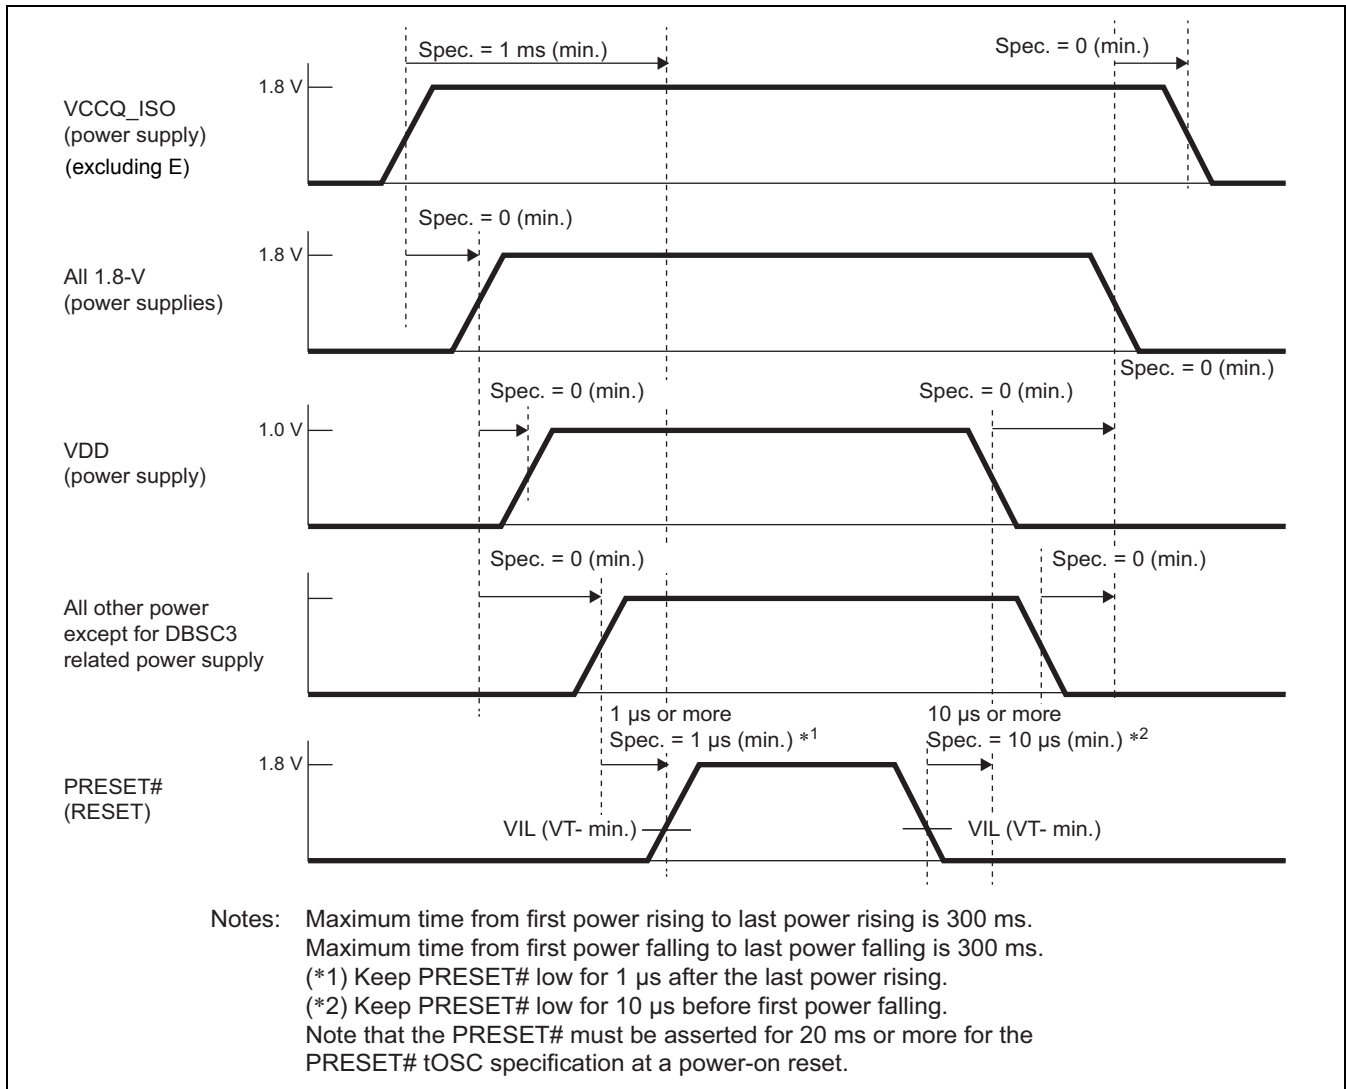 Spec. = 1 ms (min.)
Spec. = 0 (min.)
1.8 V
VCCQ_ISO
(power supply)
(excluding E)
Spec. = 0 (min.)
1.8 V
All 1.8-V
(power supplies)
Spec. = 0 (min.)
Spec. = 0 (min.)
Spec. = 0 (min.)
1.0 V
VDD
(power supply)
Spec. = 0 (min.)
Spec. = 0 (min.)
All other power
except for DBSC3
related power supply
1 µs or more
Spec. = 1 µs (min.) *1
10 µs or more
Spec. = 10 µs (min.) *2
1.8 V
PRESET#
(RESET)
VIL (VT- min.)
VIL (VT- min.)
Notes: Maximum time from first power rising to last power rising is 300 ms.
Maximum time from first power falling to last power falling is 300 ms.
(*1) Keep PRESET# low for 1 µs after the last power rising.
(*2) Keep PRESET# low for 10 µs before first power falling.
Note that the PRESET# must be asserted for 20 ms or more for the
PRESET# tOSC specification at a power-on reset.